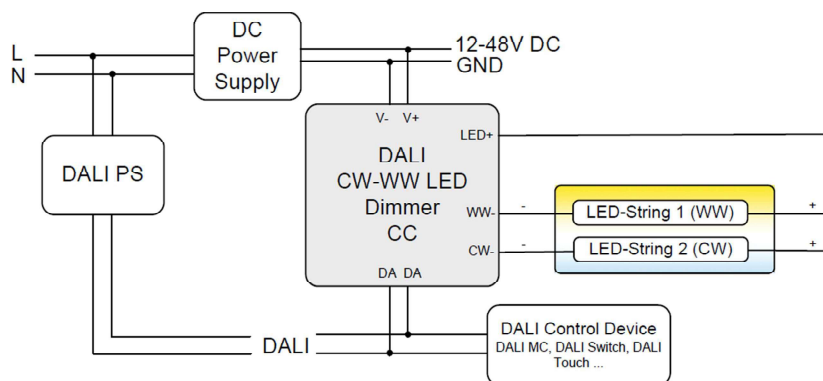 DC
Power
Supply
12-48V DC
GND
L
N
V- V+
LED+
DALI
CW-WW LED
Dimmer
CC
DALI PS
WW- - LED-String 1 (WW) +
CW- - LED-String 2 (CW) +
DA DA
DALI
DALI Control Device
DALI MC, DALI Switch, DALI
Touch ...